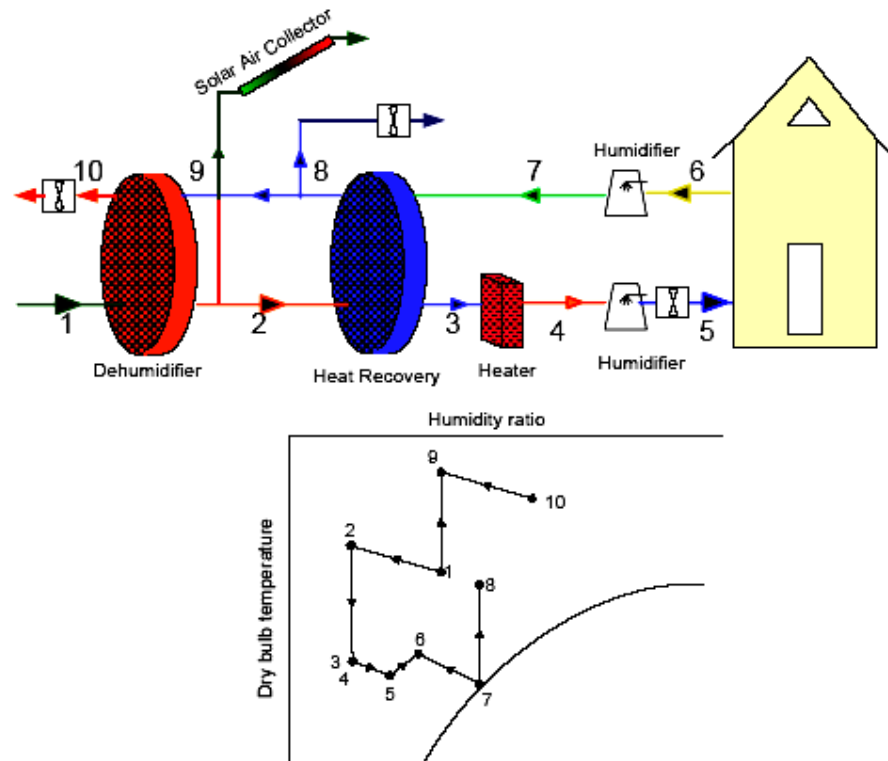 Solar Air Collector
10
9
8
7
Humidifier
6
1
2
3
4
5
Dehumidifier
Heat Recovery
Heater
Humidifier
Humidity ratio
Dry bulb temperature
9
10
2
1
8
6
3
4
5
7